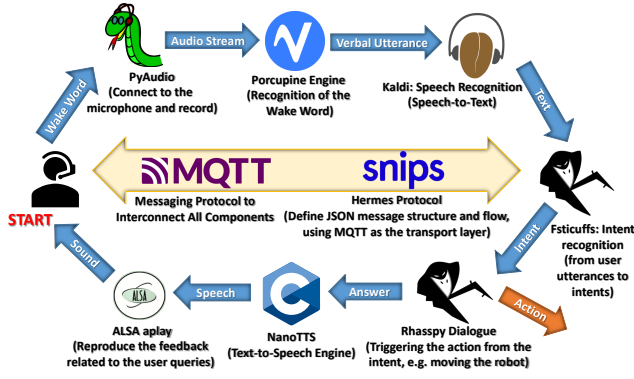 Audio Stream
Verbal Utterance
PyAudio
(Connect to the
microphone and record)
Porcupine Engine
(Recognition of the
Wake Word)
Kaldi: Speech Recognition
(Speech-to-Text)
Wake Word
Text
MQTT
snips
Messaging Protocol to
Interconnect All Components
Hermes Protocol
(Define JSON message structure and flow,
using MQTT as the transport layer)
START
Fsticuffs: Intent
recognition
(from user
utterances to
intents)
Intent
Sound
Speech
Answer
Action
ALSA
C
ALSA aplay
(Reproduce the feedback
related to the user queries)
NanoTTS
(Text-to-Speech Engine)
Rhasspy Dialogue
(Triggering the action from the
intent, e.g. moving the robot)